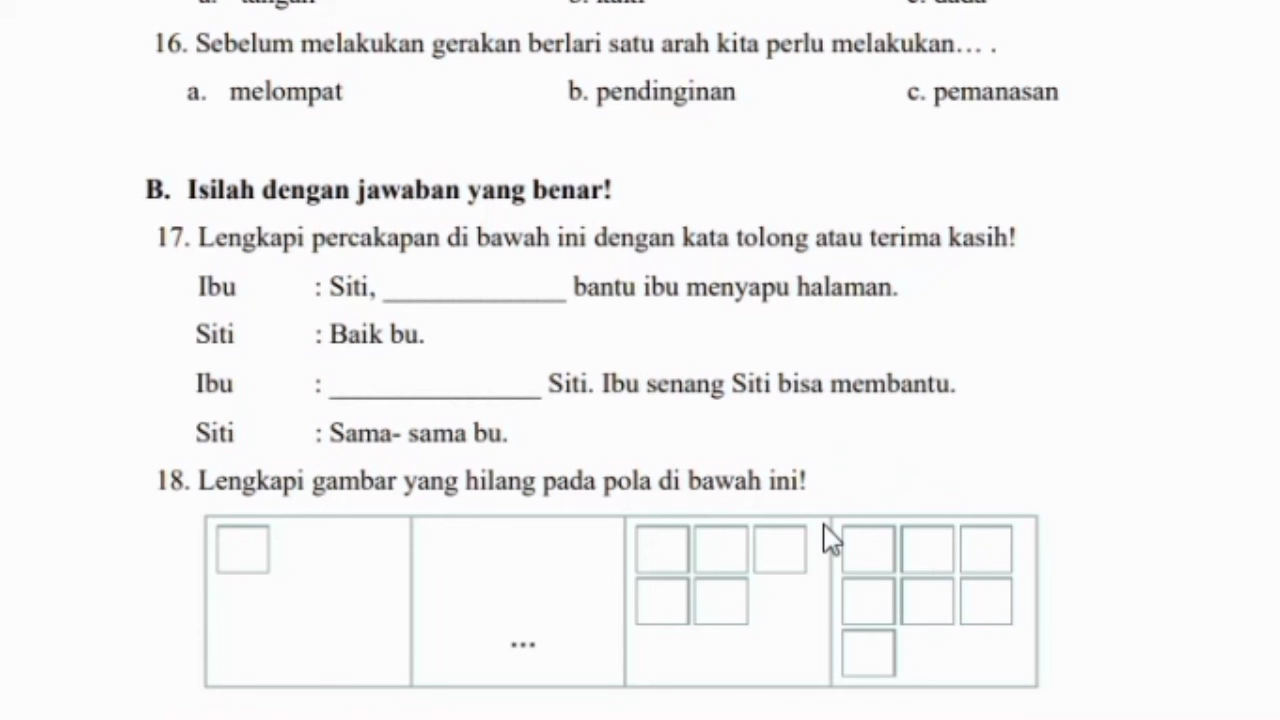 16. Sebelum melakukan gerakan berlari satu arah kita perlu melakukan… .
a. melompat b. pendinginan c. pemanasan
B. Isilah dengan jawaban yang benar!
17. Lengkapi percakapan di bawah ini dengan kata tolong atau terima kasih!
Ibu : Siti, _____________ bantu ibu menyapu halaman.
Siti : Baik bu.
Ibu : _______________ Siti. Ibu senang Siti bisa membantu.
Siti : Sama- sama bu.
18. Lengkapi gambar yang hilang pada pola di bawah ini!
...